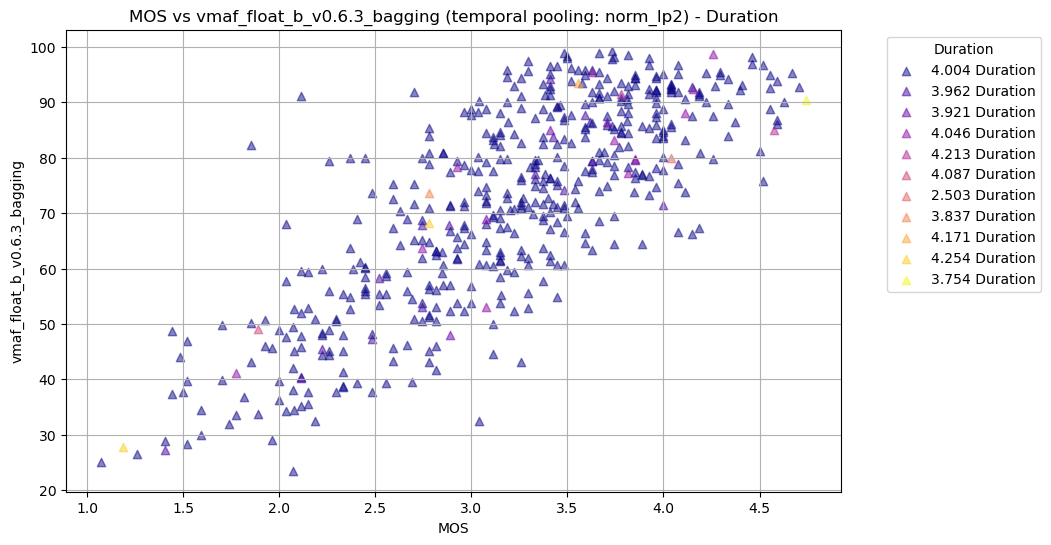 MOS vs vmaf_float_b_v0.6.3_bagging (temporal pooling: norm_lp2) - Duration
vmaf_float_b_v0.6.3_bagging
100
90
80
70
60
50
40
30
20
1.0 1.5 2.0 2.5 3.0 3.5 4.0 4.5
MOS
Duration
4.004 Duration
3.962 Duration
3.921 Duration
4.046 Duration
4.213 Duration
4.087 Duration
2.503 Duration
3.837 Duration
4.171 Duration
4.254 Duration
3.754 Duration